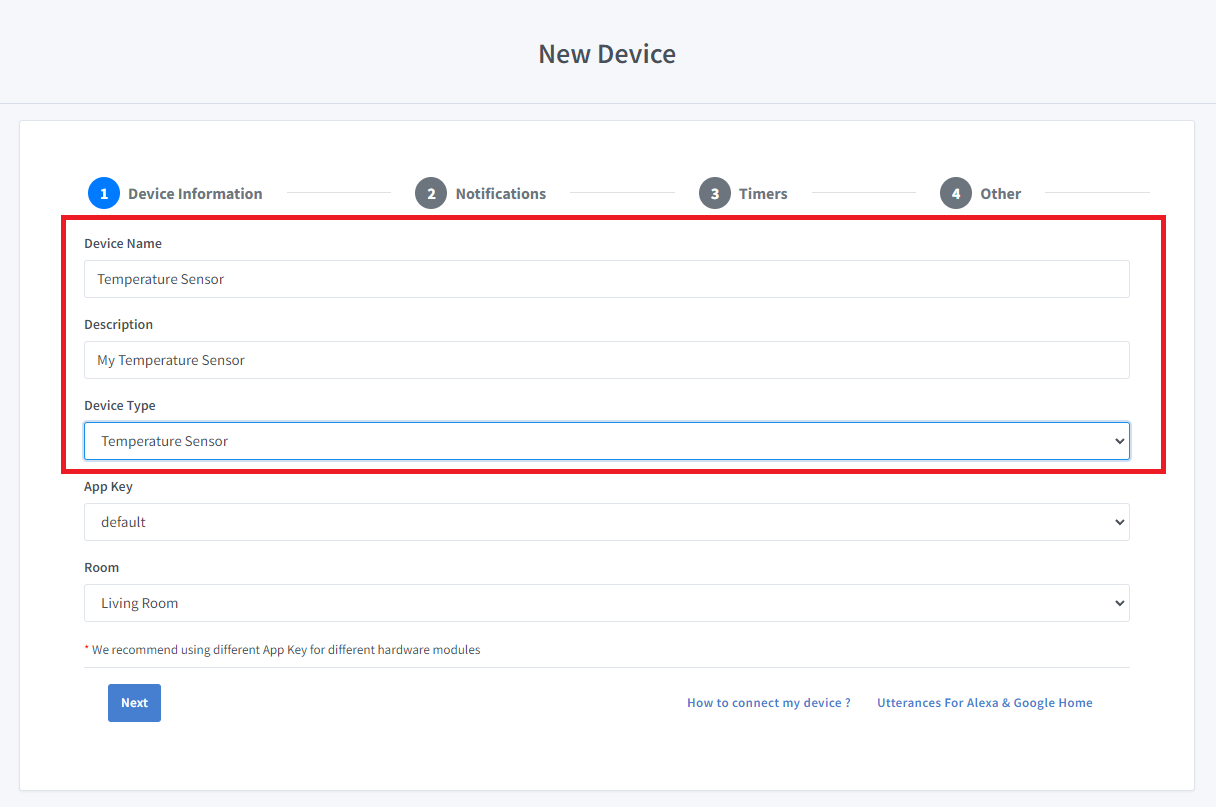 New Device
1 Device Information 2 Notifications 3 Timers 4 Other
Device Name
Temperature Sensor
Description
My Temperature Sensor
Device Type
Temperature Sensor
App Key
default
Room
Living Room
* We recommend using different App Key for different hardware modules
Next How to connect my device ? Utterances For Alexa & Google Home